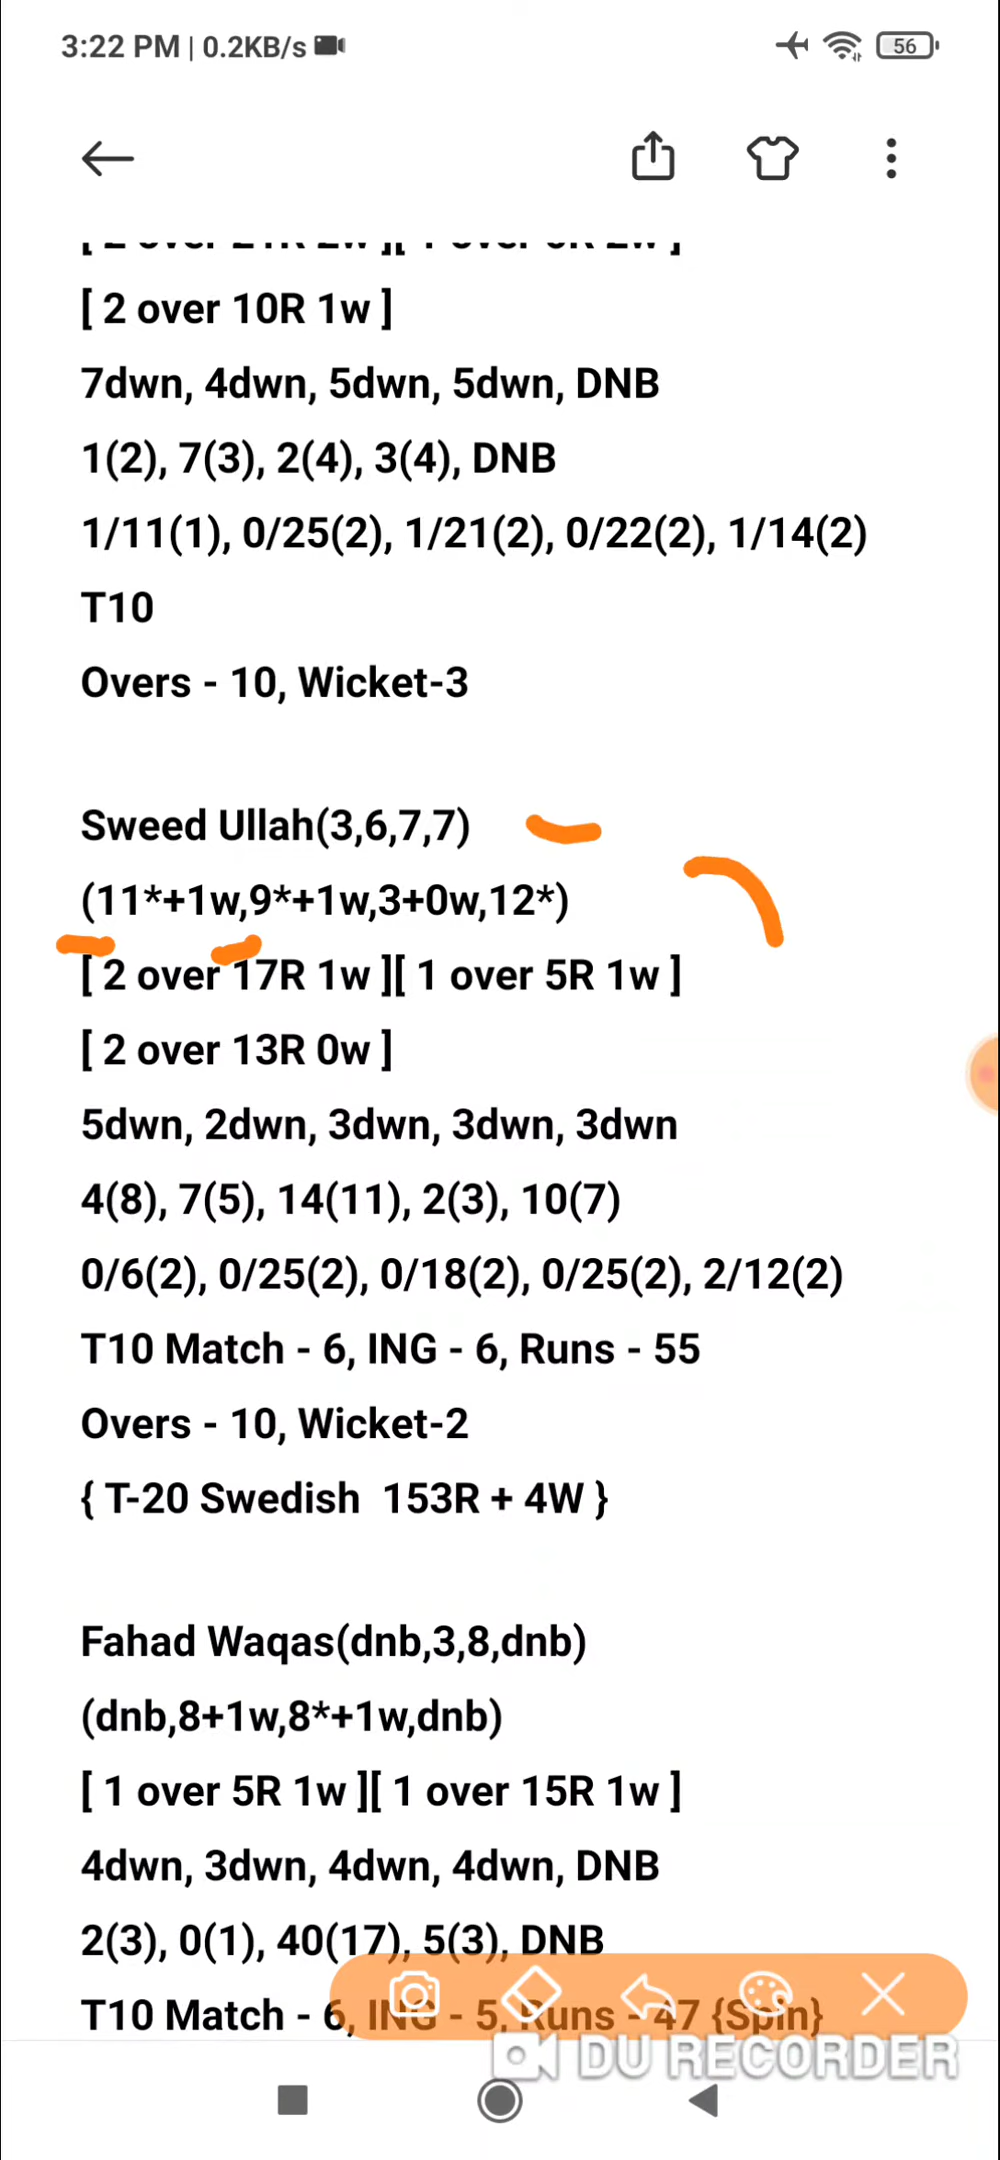 3:22 PM | 0.2KB/s
56
[ 2 over 10R 1w ]
7dwn, 4dwn, 5dwn, 5dwn, DNB
1(2), 7(3), 2(4), 3(4), DNB
1/11(1), 0/25(2), 1/21(2), 0/22(2), 1/14(2)
T10
Overs - 10, Wicket-3
Sweed Ullah(3,6,7,7)
(11*+1w,9*+1w,3+0w,12*)
[ 2 over 17R 1w ][ 1 over 5R 1w ]
[ 2 over 13R 0w ]
5dwn, 2dwn, 3dwn, 3dwn, 3dwn
4(8), 7(5), 14(11), 2(3), 10(7)
0/6(2), 0/25(2), 0/18(2), 0/25(2), 2/12(2)
T10 Match - 6, ING - 6, Runs - 55
Overs - 10, Wicket-2
{ T-20 Swedish 153R + 4W }
Fahad Waqas(dnb,3,8,dnb)
(dnb,8+1w,8*+1w,dnb)
[ 1 over 5R 1w ][ 1 over 15R 1w ]
4dwn, 3dwn, 4dwn, 4dwn, DNB
2(3), 0(1), 40(17), 5(3), DNB
T10 Match - 6, ING - 5, Runs - 47 {Spin}
DU RECORDER